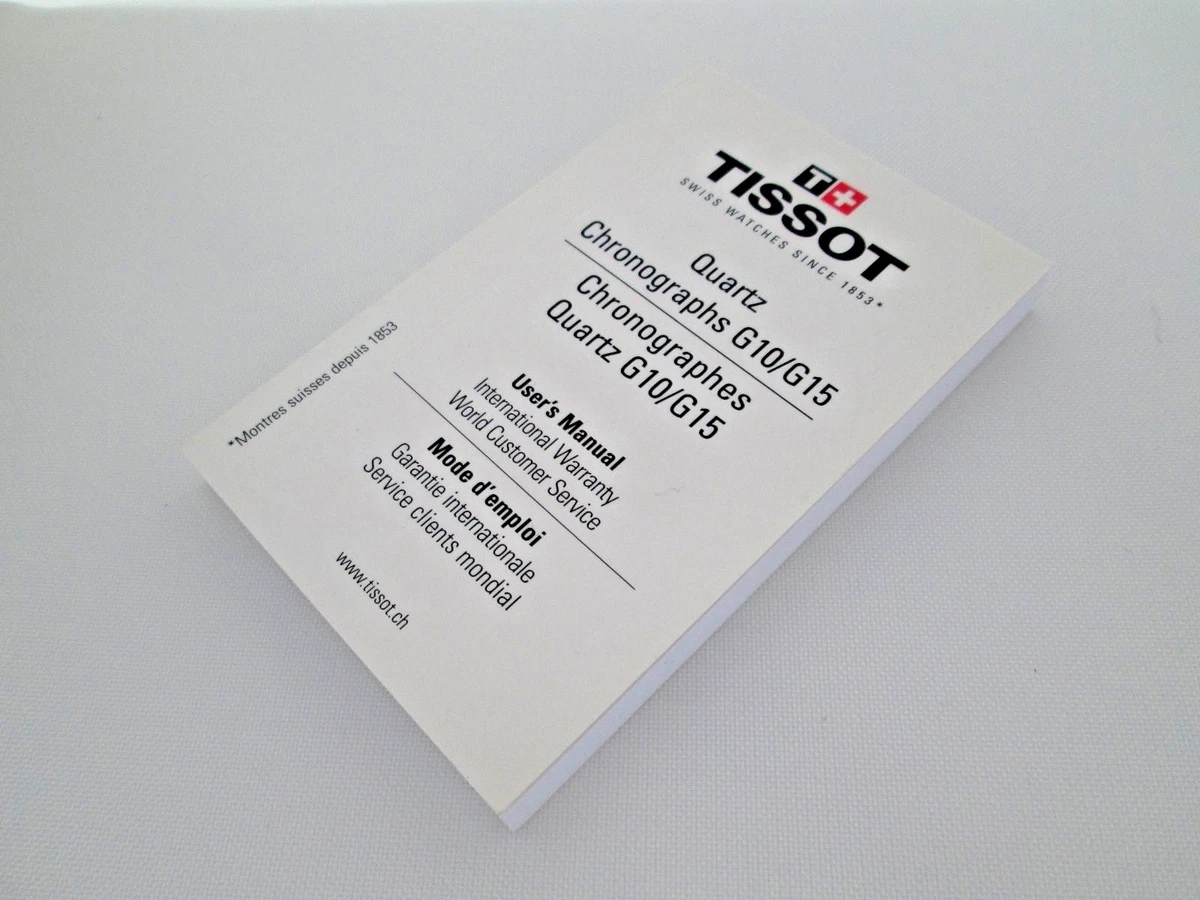 T+
TISSOT
SWISS WATCHES SINCE 1853*
Quartz
Chronographs G10/G15
Chronographes
Quartz G10/G15
User's Manual
International Warranty
World Customer Service
Mode d'emploi
Garantie internationale
Service clients mondial
www.tissot.ch
*Montres suisses depuis 1853